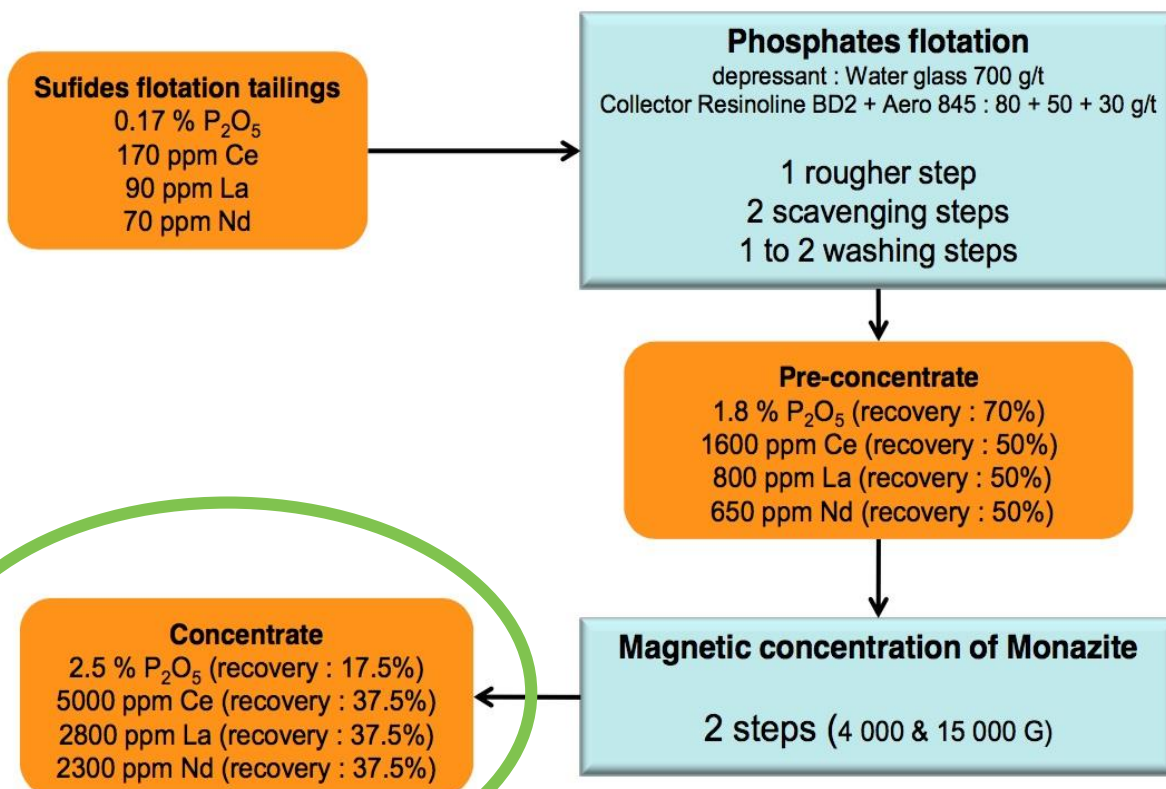 Sufides flotation tailings
0.17 % P₂O₅
170 ppm Ce
90 ppm La
70 ppm Nd
Phosphates flotation
depressant : Water glass 700 g/t
Collector Resinoline BD2 + Aero 845 : 80 + 50 + 30 g/t
1 rougher step
2 scavenging steps
1 to 2 washing steps
Pre-concentrate
1.8 % P₂O₅ (recovery : 70%)
1600 ppm Ce (recovery : 50%)
800 ppm La (recovery : 50%)
650 ppm Nd (recovery : 50%)
Magnetic concentration of Monazite
2 steps (4 000 & 15 000 G)
Concentrate
2.5 % P₂O₅ (recovery : 17.5%)
5000 ppm Ce (recovery : 37.5%)
2800 ppm La (recovery : 37.5%)
2300 ppm Nd (recovery : 37.5%)